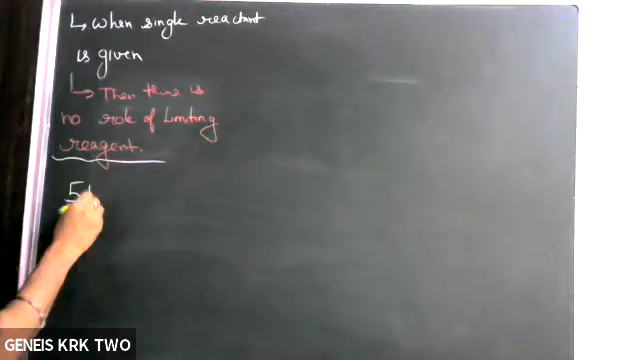 ↳ when single reactant
is given
↳ Then there is
no role of Limiting
reagent.
5
GENEIS KRK TWO